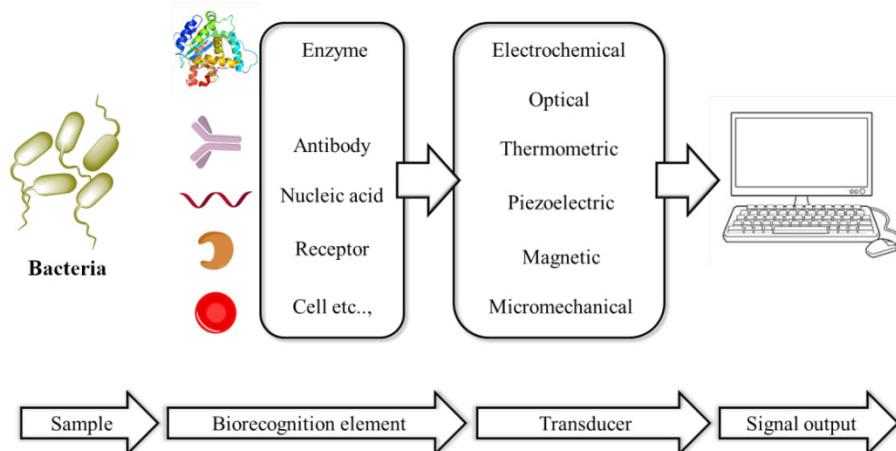 Enzyme
Antibody
Nucleic acid
Receptor
Cell etc..,
Electrochemical
Optical
Thermometric
Piezoelectric
Magnetic
Micromechanical
Bacteria
Sample
Biorecognition element
Transducer
Signal output